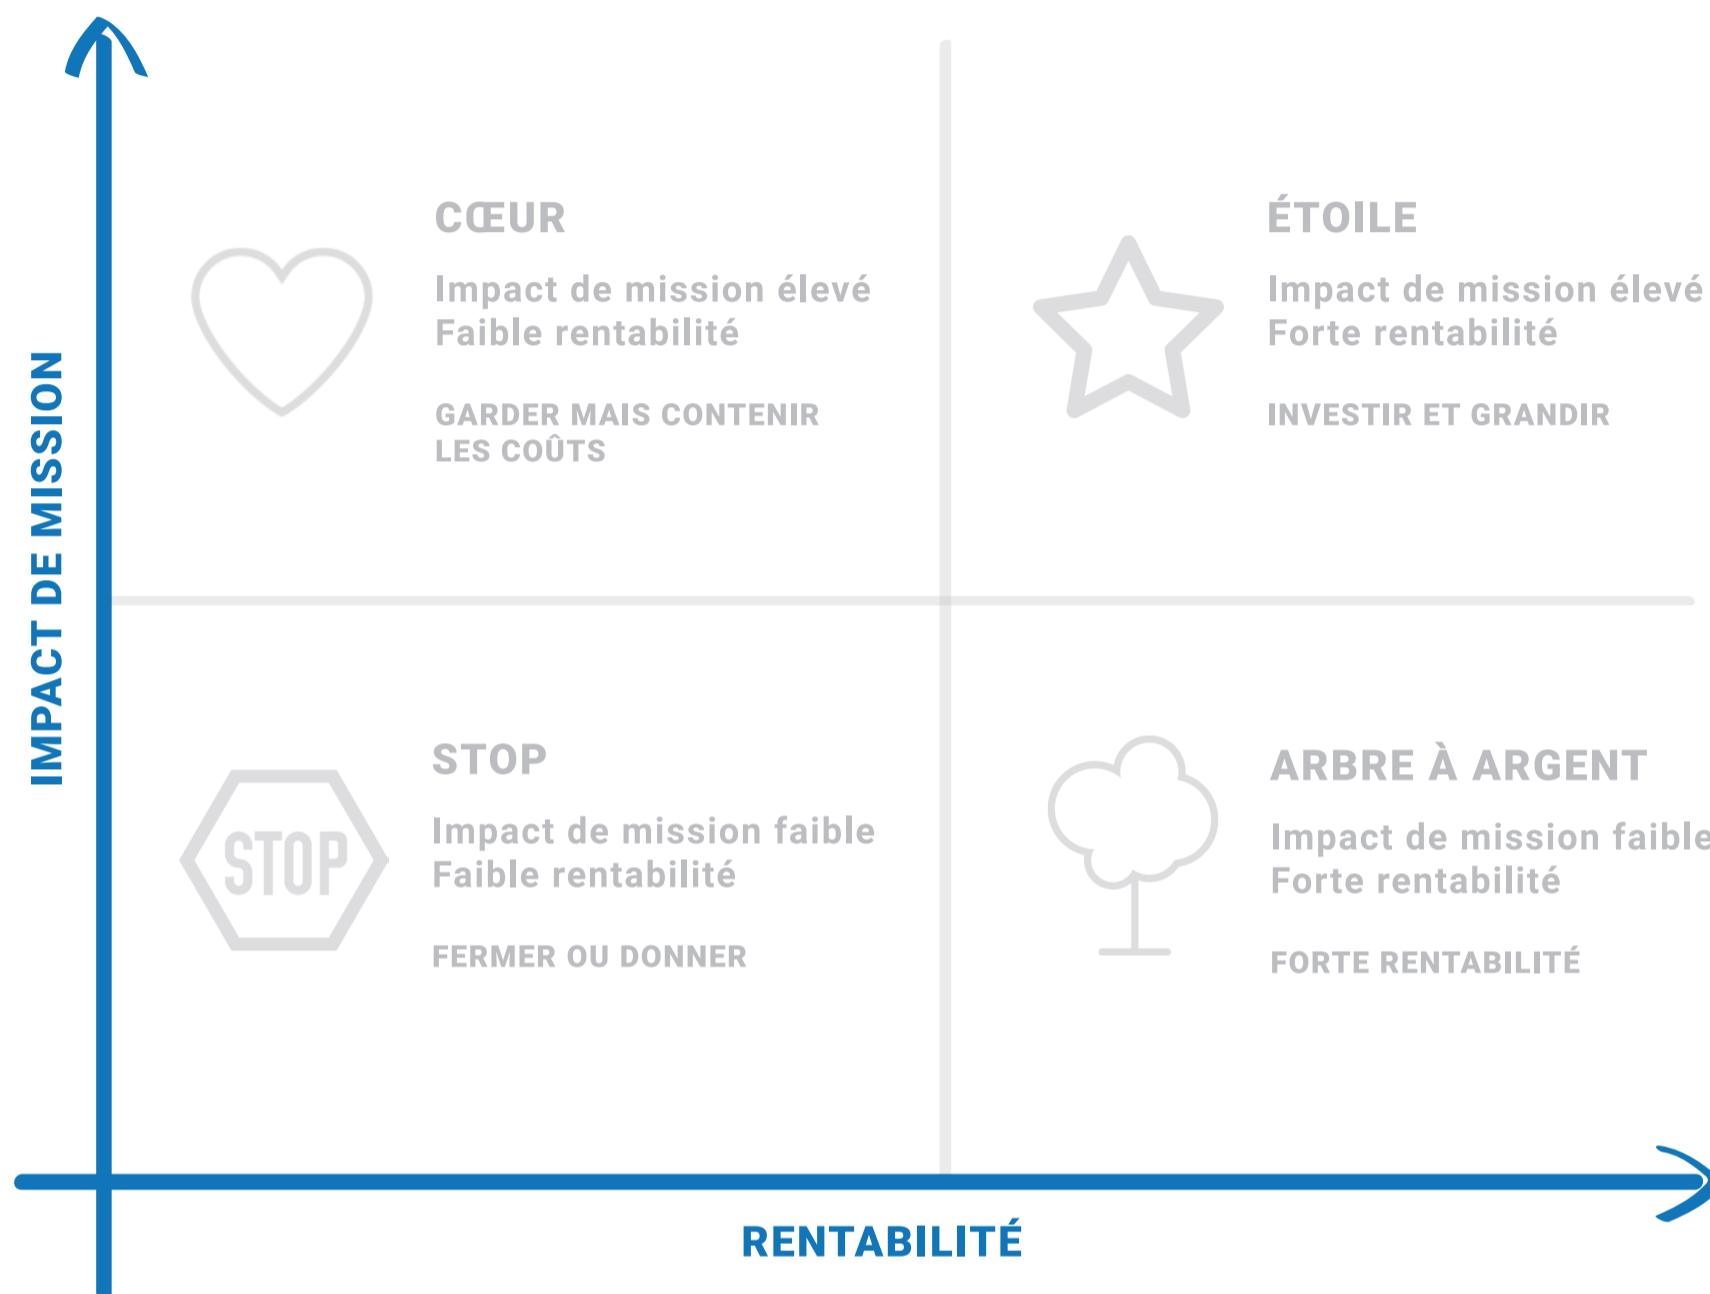 IMPACT DE MISSION
CŒUR
Impact de mission élevé
Faible rentabilité
GARDER MAIS CONTENIR
LES COÛTS
ÉTOILE
Impact de mission élevé
Forte rentabilité
INVESTIR ET GRANDIR
STOP
STOP
Impact de mission faible
Faible rentabilité
FERMER OU DONNER
ARBRE À ARGENT
Impact de mission faible
Forte rentabilité
FORTE RENTABILITÉ
RENTABILITÉ